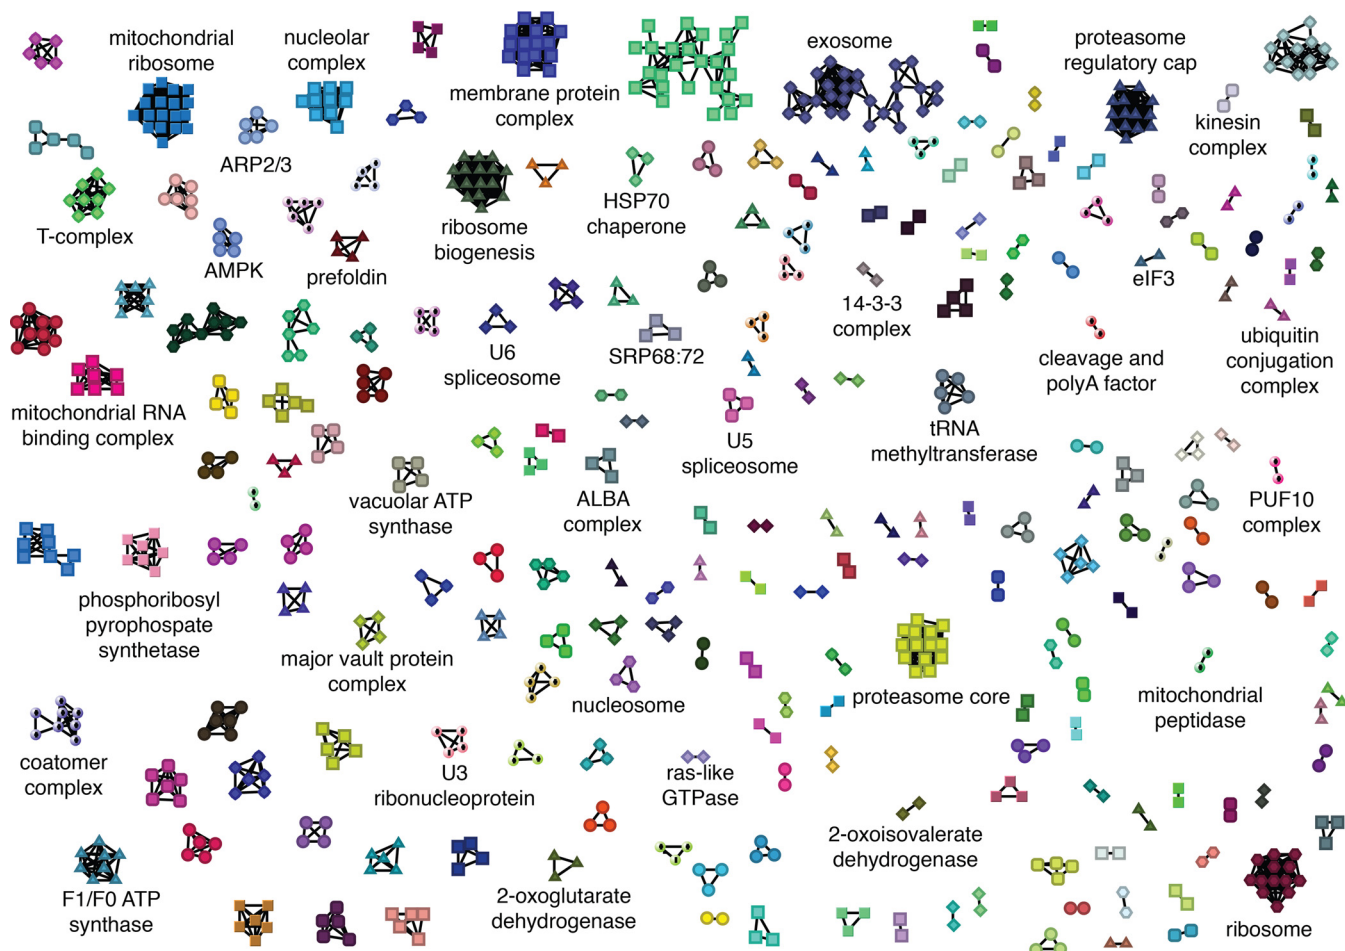 mitochondrial
ribosome
nucleolar
complex
membrane protein
complex
exosome
proteasome
regulatory cap
kinesin
complex
ARP2/3
T-complex
AMPK
prefoldin
ribosome
biogenesis
HSP70
chaperone
14-3-3
complex
eIF3
ubiquitin
conjugation
complex
cleavage and
polyA factor
U6
spliceosome
SRP68:72
mitochondrial RNA
binding complex
U5
spliceosome
tRNA
methyltransferase
vacuolar ATP
synthase
ALBA
complex
PUF10
complex
phosphoribosyl
pyrophospate
synthetase
major vault protein
complex
nucleosome
proteasome core
mitochondrial
peptidase
coatomer
complex
U3
ribonucleoprotein
ras-like
GTPase
2-oxoisovalerate
dehydrogenase
F1/F0 ATP
synthase
2-oxoglutarate
dehydrogenase
ribosome